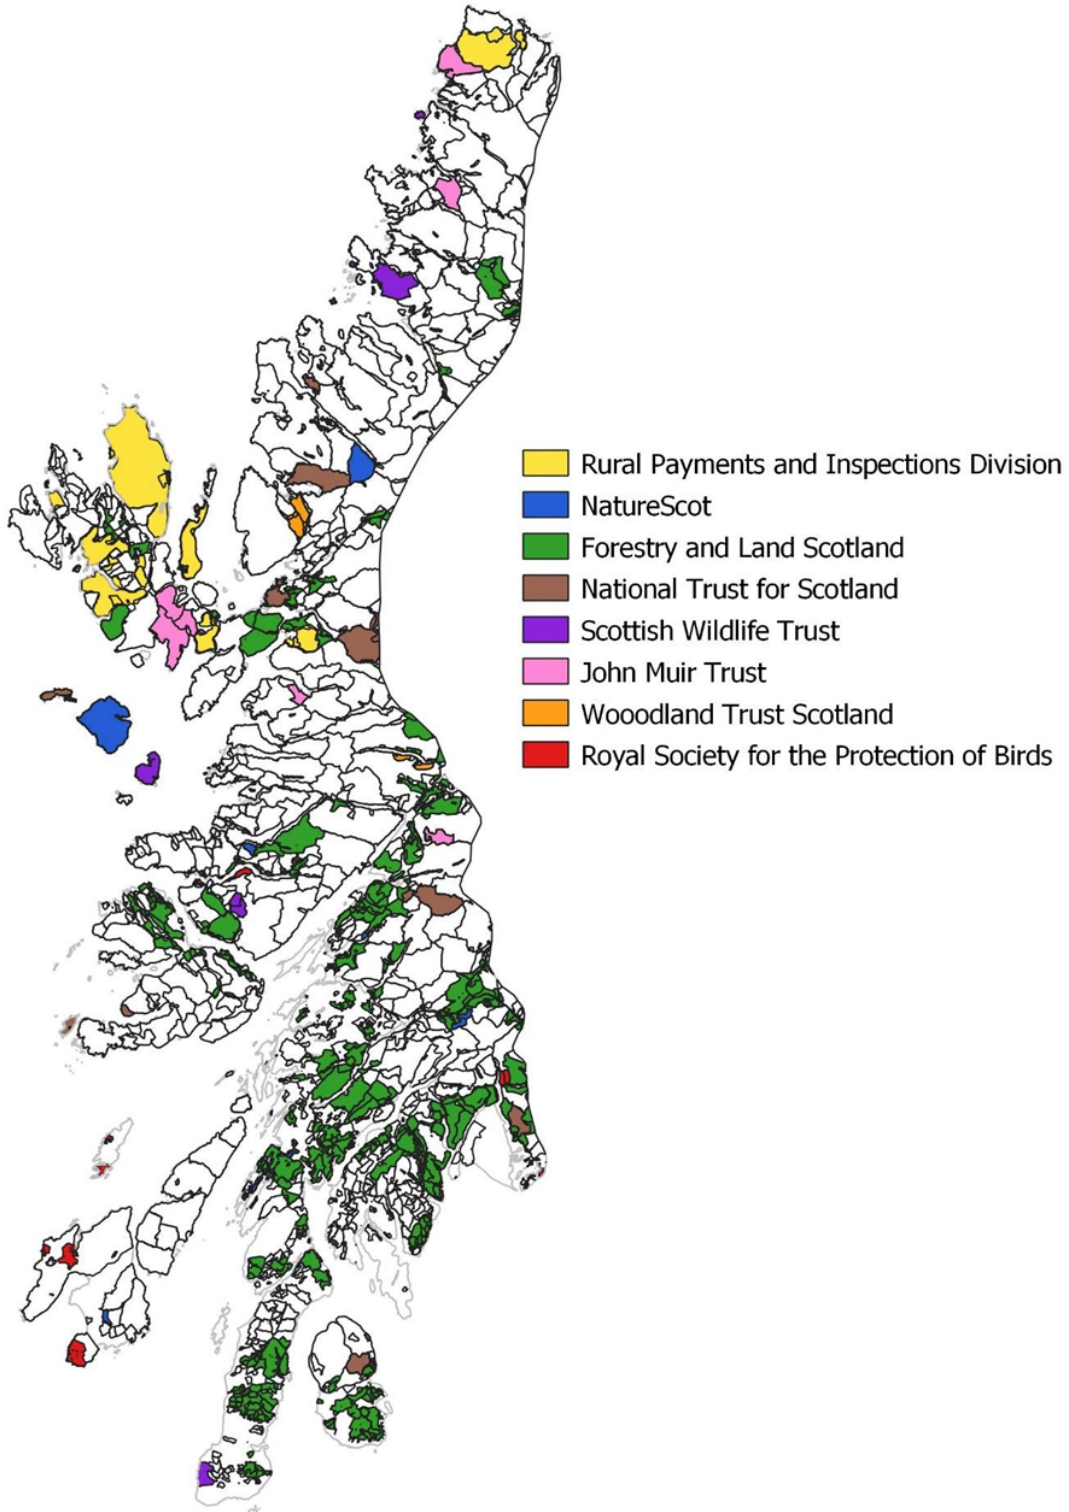 Rural Payments and Inspections Division
NatureScot
Forestry and Land Scotland
National Trust for Scotland
Scottish Wildlife Trust
John Muir Trust
Wooodland Trust Scotland
Royal Society for the Protection of Birds